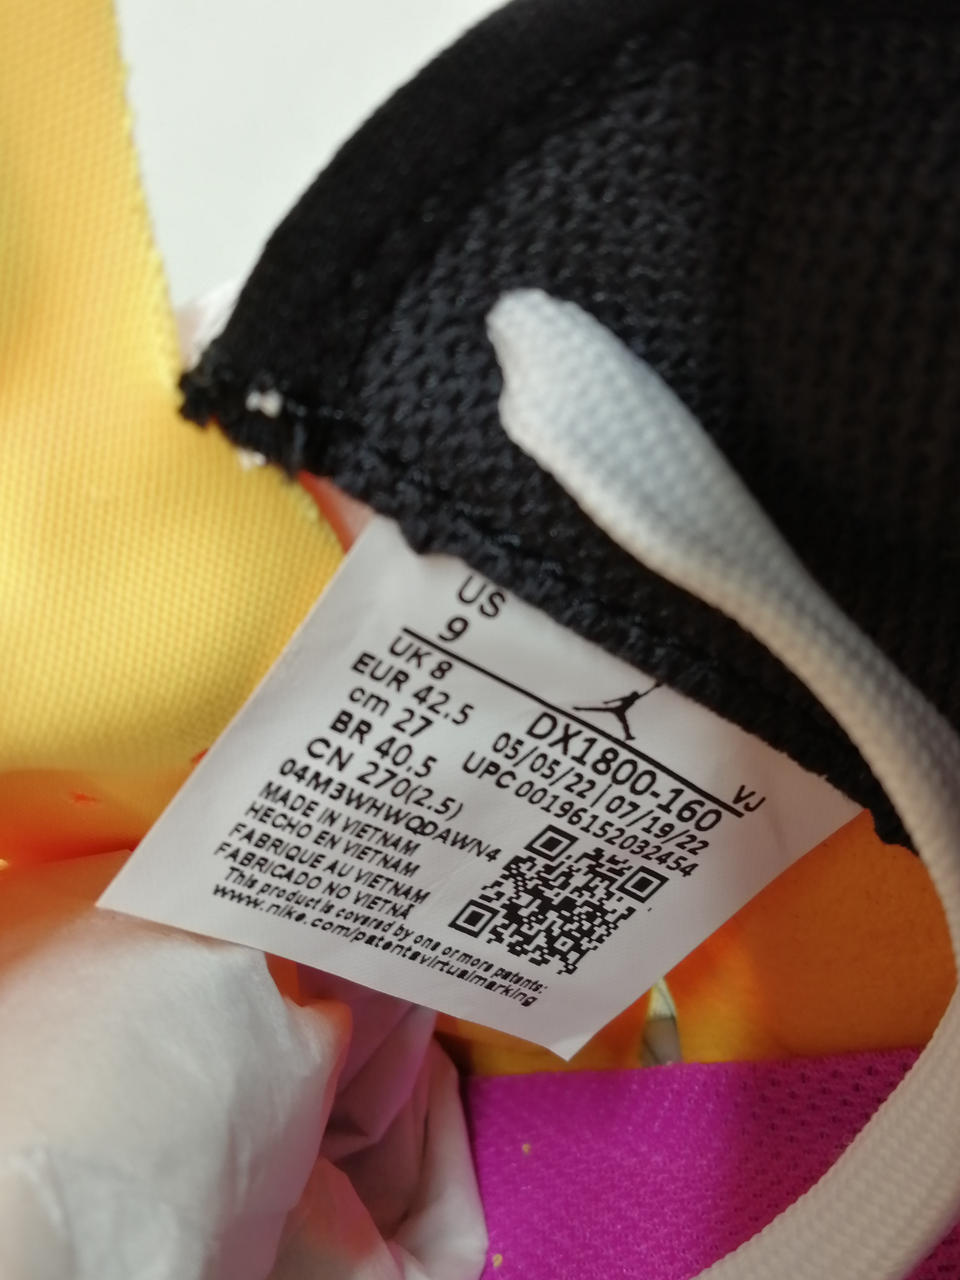 US
9
UK 8
EUR 42.5
cm 27
BR 40.5
CN 270(2.5)
04M3WHWQDAWN4
MADE IN VIETNAM
HECHO EN VIETNAM
FABRIQUE AU VIETNAM
FABRICADO NO VIETNÃ
This product is covered by one or more patents:
www.nike.com/patentsvirtualmarking
VJ
DX1800-160
05/05/22 | 07/19/22
UPC 00196152032454